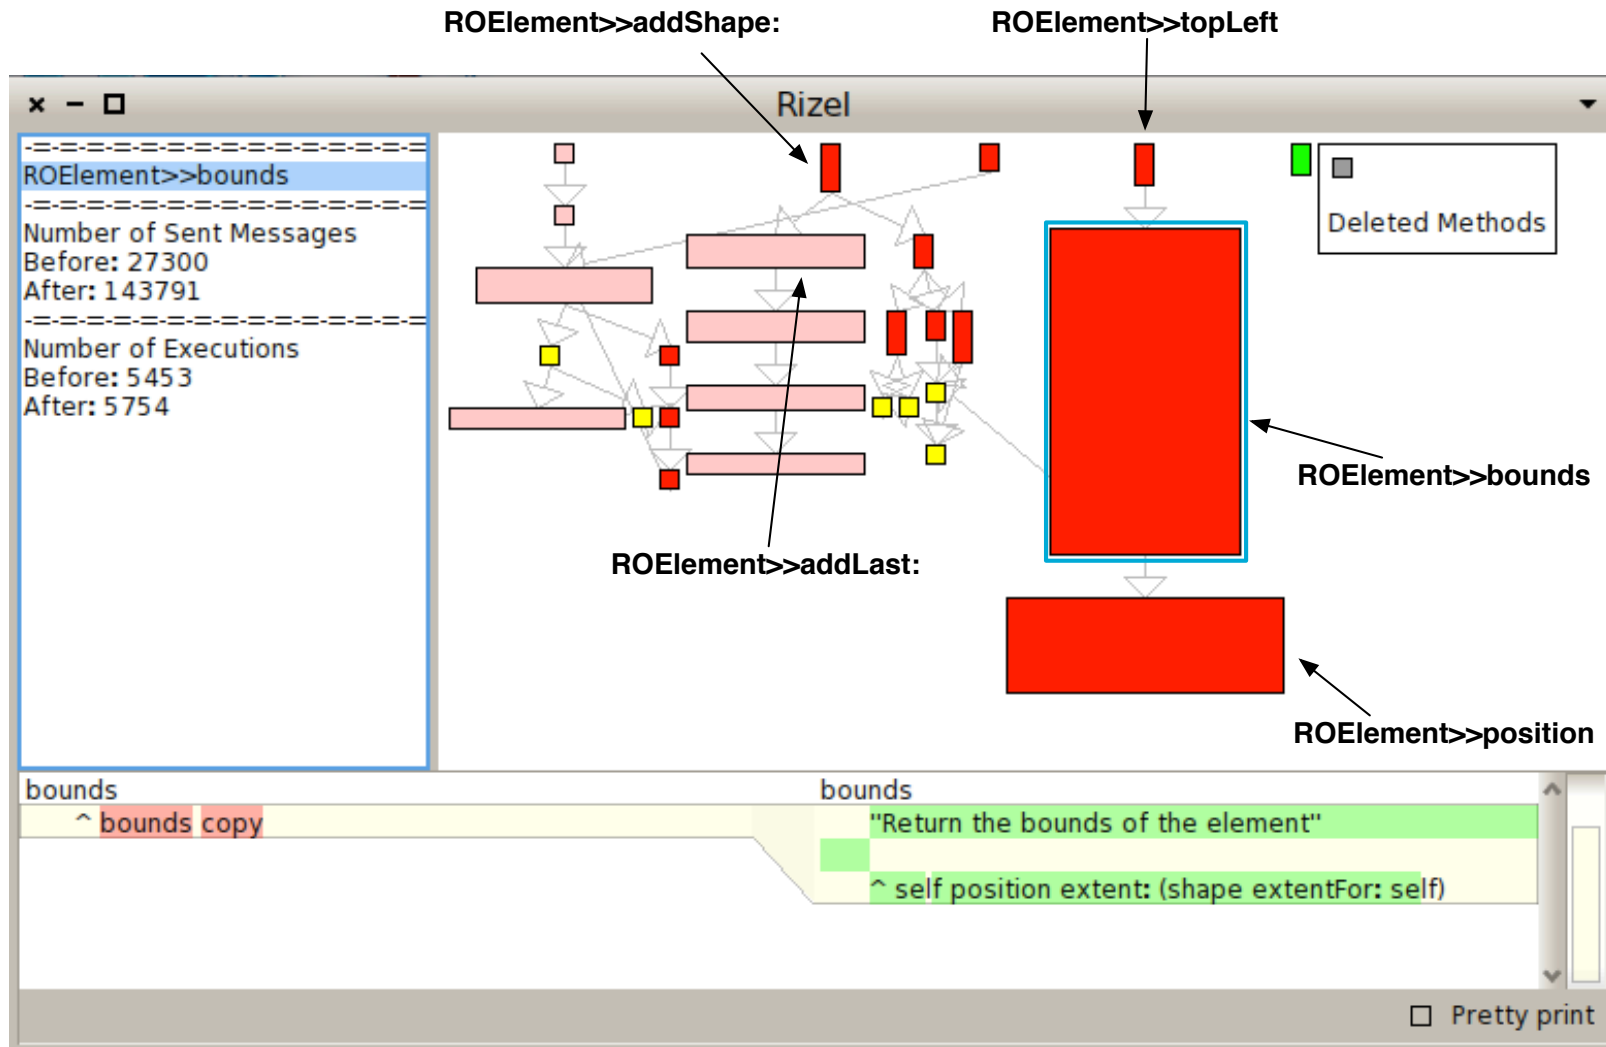 ROElement>>addShape:
ROElement>>topLeft
Rizel
-=-=-=-=-=-=-=-=-=-=-=-=-=-=-=
ROElement>>bounds
-=-=-=-=-=-=-=-=-=-=-=-=-=-=-=
Number of Sent Messages
Before: 27300
After: 143791
-=-=-=-=-=-=-=-=-=-=-=-=-=-=-=
Number of Executions
Before: 5453
After: 5754
Deleted Methods
ROElement>>bounds
ROElement>>addLast:
ROElement>>position
bounds
^ bounds copy
bounds
"Return the bounds of the element"
^ self position extent: (shape extentFor: self)
Pretty print